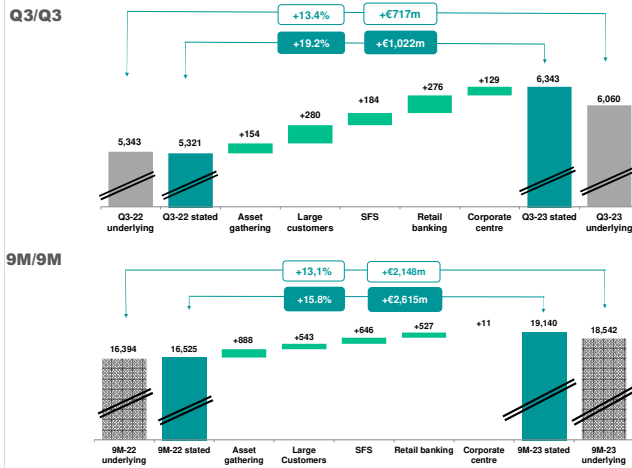 Q3/Q3
+13.4% +€717m
+19.2% +€1,022m
5,343 5,321 +154 +280 +184 +276 +129 6,343 6,060
Q3-22 underlying Q3-22 stated Asset gathering Large customers SFS Retail banking Corporate centre Q3-23 stated Q3-23 underlying
9M/9M
+13,1% +€2,148m
+15.8% +€2,615m
16,394 16,525 +888 +543 +646 +527 +11 19,140 18,542
9M-22 underlying 9M-22 stated Asset gathering Large Customers SFS Retail banking Corporate centre 9M-23 stated 9M-23 underlying